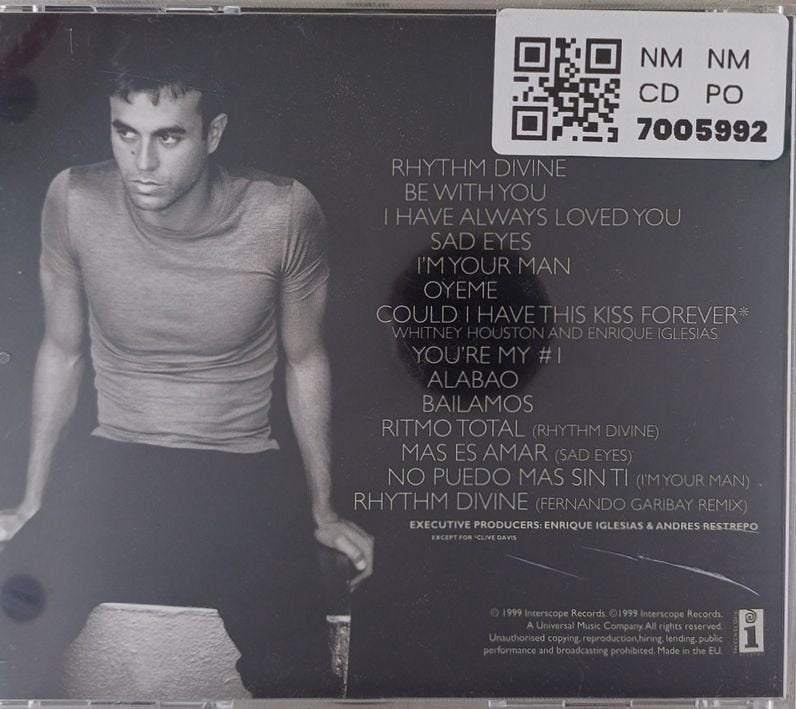 NM NM
CD PO
7005992
RHYTHM DIVINE
BE WITH YOU
I HAVE ALWAYS LOVED YOU
SAD EYES
I'M YOUR MAN
OYEME
COULD I HAVE THIS KISS FOREVER*
WHITNEY HOUSTON AND ENRIQUE IGLESIAS
YOU'RE MY #1
ALABAO
BAILAMOS
RITMO TOTAL (RHYTHM DIVINE)
MAS ES AMAR (SAD EYES)
NO PUEDO MAS SIN TI (I'M YOUR MAN)
RHYTHM DIVINE (FERNANDO GARIBAY REMIX)
EXECUTIVE PRODUCERS: ENRIQUE IGLESIAS & ANDRES RESTREPO
EXCEPT FOR *CLIVE DAVIS
℗ 1999 Interscope Records. © 1999 Interscope Records.
A Universal Music Company. All rights reserved.
Unauthorised copying, reproduction, hiring, lending, public
performance and broadcasting prohibited. Made in the EU.
INTERSCOPE
i